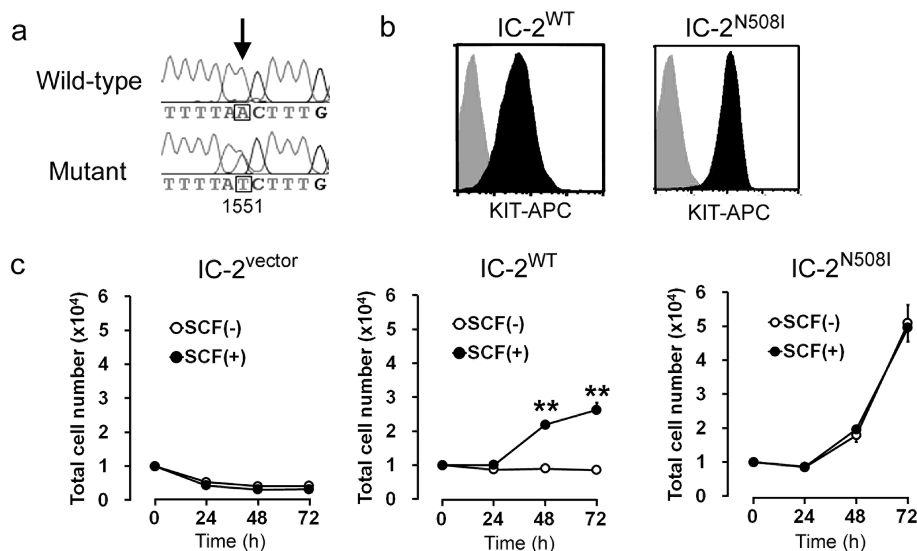 a
Wild-type
TTTTAACTTTG
Mutant
TTTTATCTTTG
1551
b
IC-2WT
KIT-APC
IC-2N508I
KIT-APC
c
IC-2vector
Total cell number (x10⁴)
6
5
4
3
2
1
0
SCF(-)
SCF(+)
0 24 48 72
Time (h)
IC-2WT
Total cell number (x10⁴)
6
5
4
3
2
1
0
SCF(-)
SCF(+)
** **
0 24 48 72
Time (h)
IC-2N508I
Total cell number (x10⁴)
6
5
4
3
2
1
0
SCF(-)
SCF(+)
0 24 48 72
Time (h)